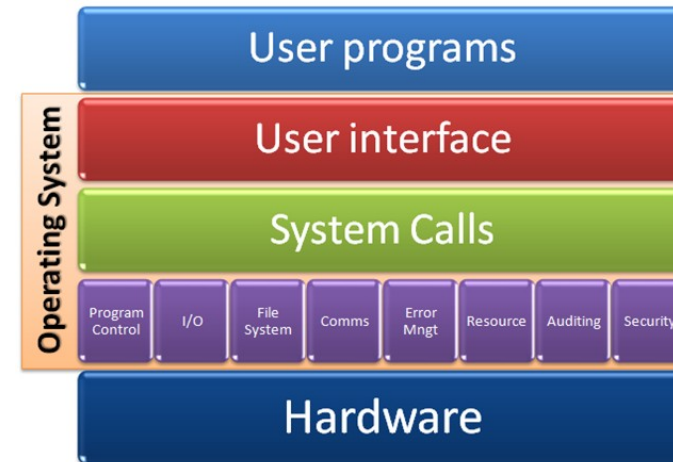 User programs
Operating System
User interface
System Calls
Program
Control
I/O
File
System
Comms
Error
Mngt
Resource
Auditing
Security
Hardware